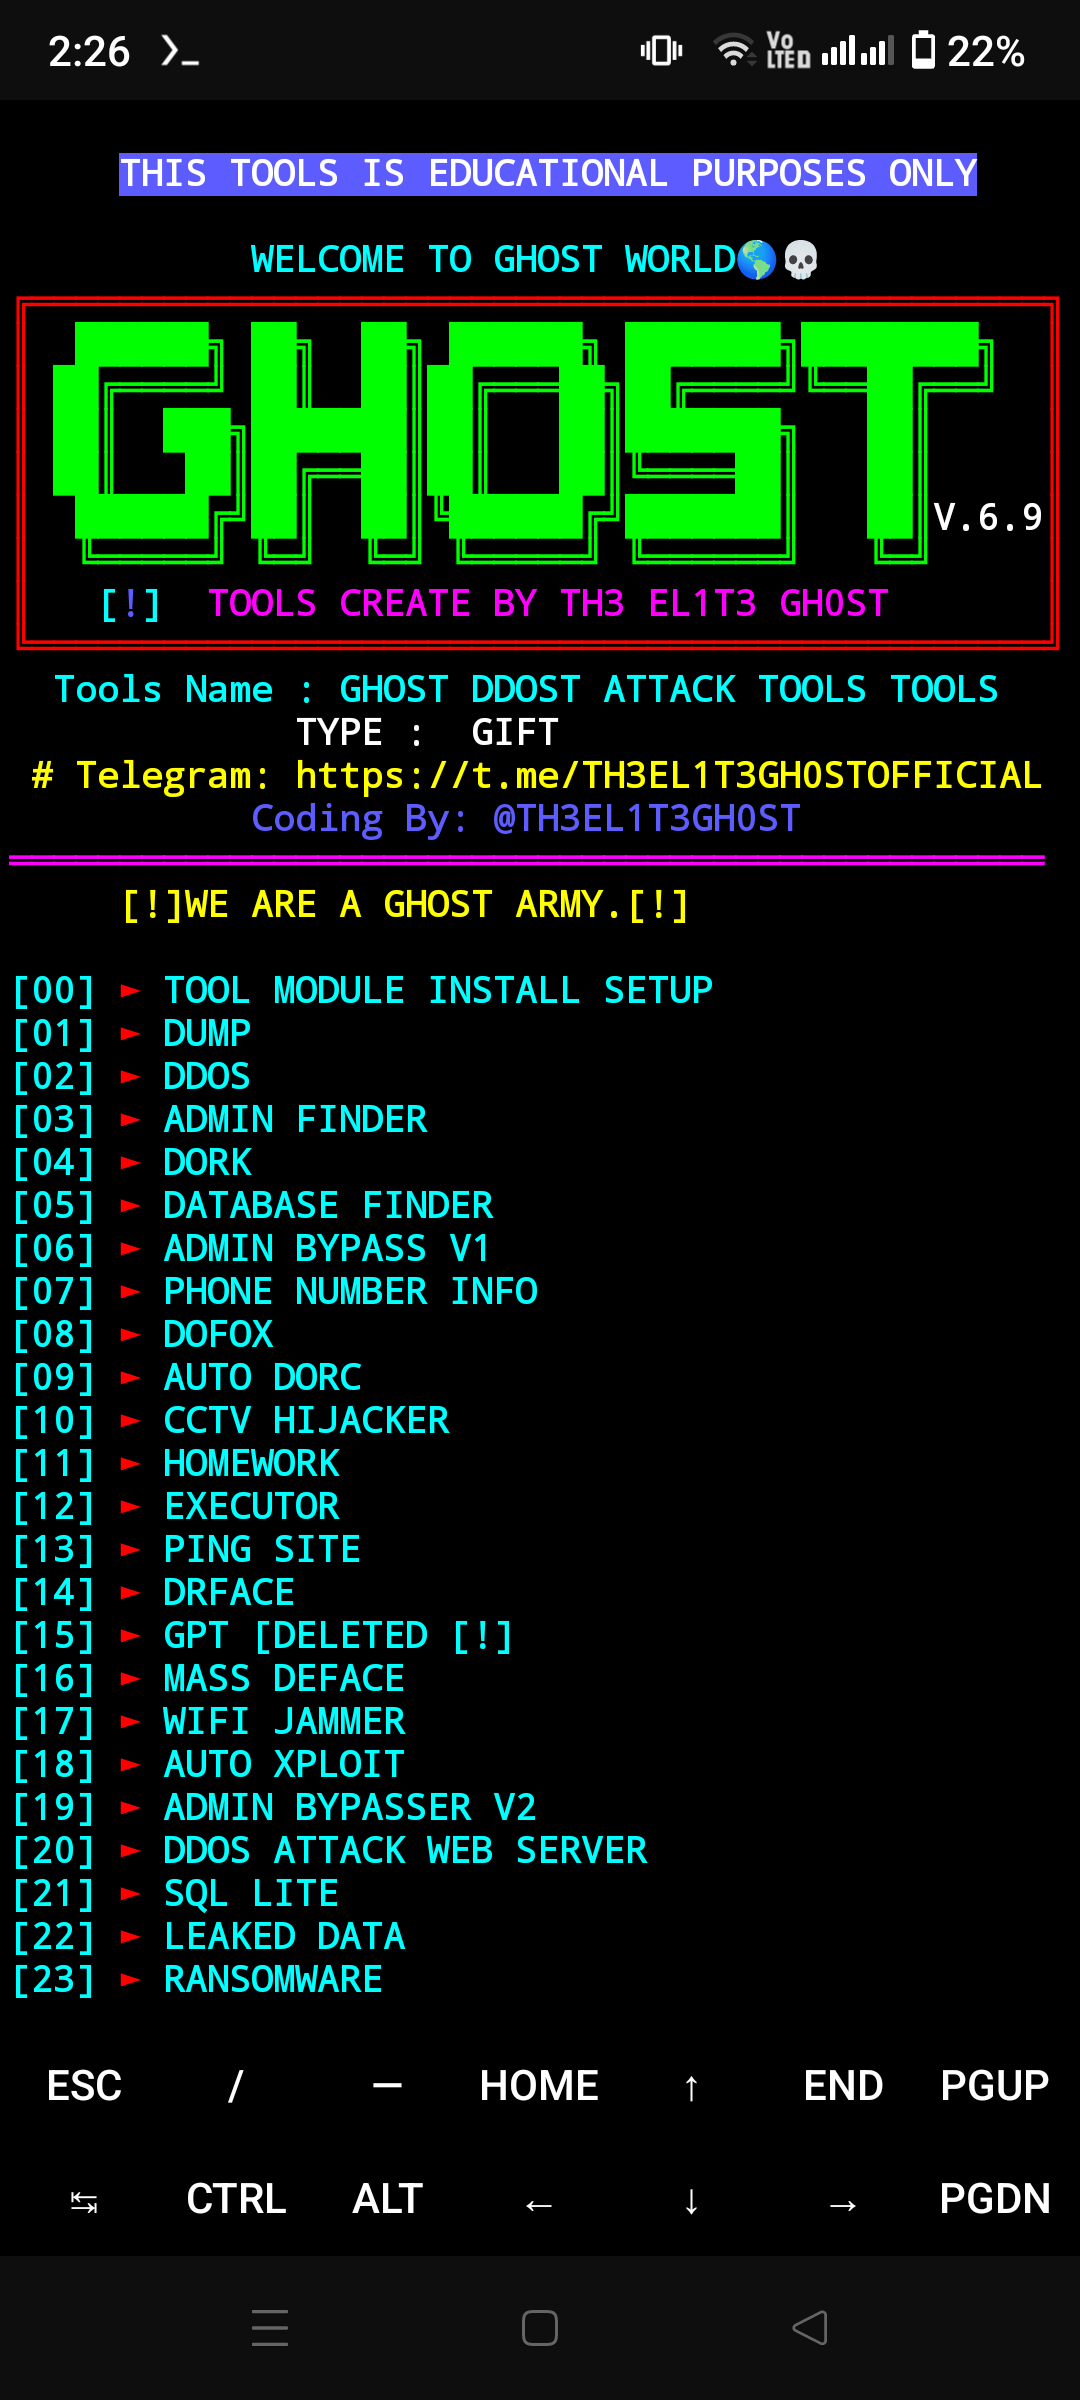 2:26 22%
THIS TOOLS IS EDUCATIONAL PURPOSES ONLY
WELCOME TO GHOST WORLD🌎💀
GHOST
V.6.9
[!] TOOLS CREATE BY TH3 EL1T3 GH0ST
Tools Name : GHOST DDOST ATTACK TOOLS TOOLS
TYPE : GIFT
# Telegram: https://t.me/TH3EL1T3GH0STOFFICIAL
Coding By: @TH3EL1T3GH0ST
[!]WE ARE A GHOST ARMY.[!]
[00] ► TOOL MODULE INSTALL SETUP
[01] ► DUMP
[02] ► DDOS
[03] ► ADMIN FINDER
[04] ► DORK
[05] ► DATABASE FINDER
[06] ► ADMIN BYPASS V1
[07] ► PHONE NUMBER INFO
[08] ► DOFOX
[09] ► AUTO DORC
[10] ► CCTV HIJACKER
[11] ► HOMEWORK
[12] ► EXECUTOR
[13] ► PING SITE
[14] ► DRFACE
[15] ► GPT [DELETED [!]
[16] ► MASS DEFACE
[17] ► WIFI JAMMER
[18] ► AUTO XPLOIT
[19] ► ADMIN BYPASSER V2
[20] ► DDOS ATTACK WEB SERVER
[21] ► SQL LITE
[22] ► LEAKED DATA
[23] ► RANSOMWARE
ESC / — HOME ↑ END PGUP
↹ CTRL ALT ← ↓ → PGDN